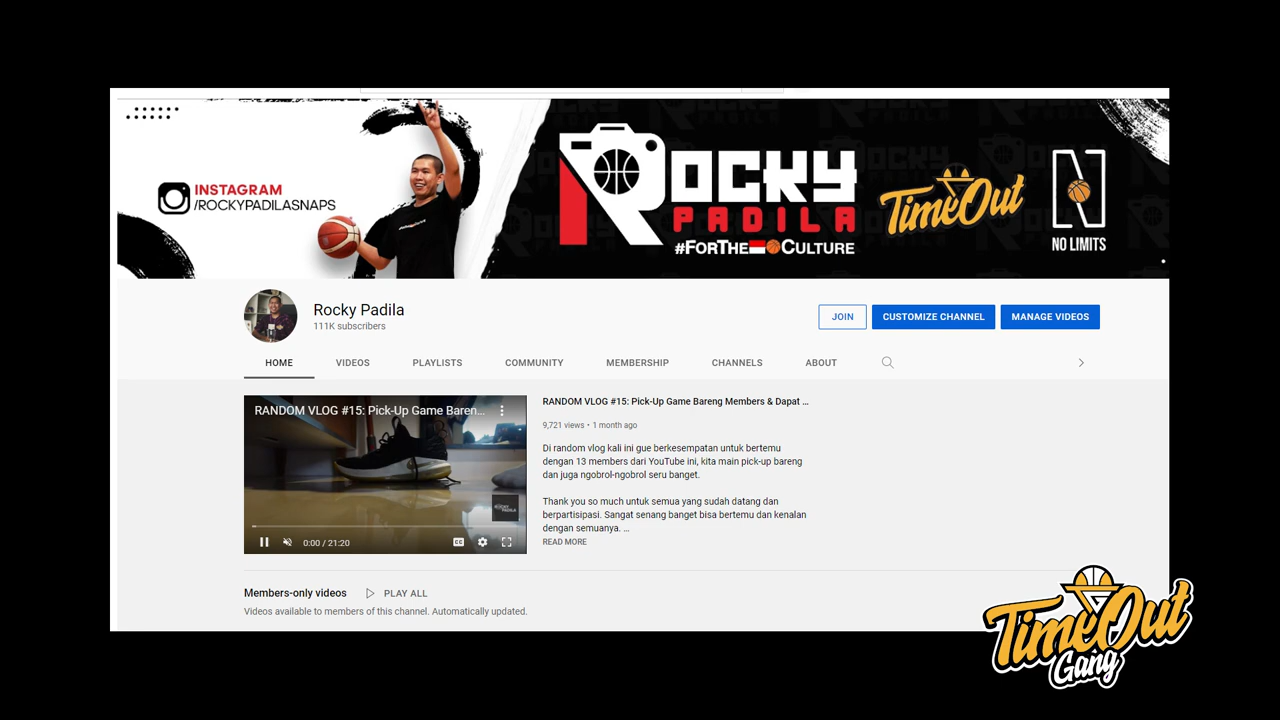 INSTAGRAM
/ROCKYPADILASNAPS
ROCKY
PADILA
#FORTHE CULTURE
TimeOut
N
NO LIMITS
Rocky Padila
111K subscribers
JOIN
CUSTOMIZE CHANNEL
MANAGE VIDEOS
HOME
VIDEOS
PLAYLISTS
COMMUNITY
MEMBERSHIP
CHANNELS
ABOUT
RANDOM VLOG #15: Pick-Up Game Baren...
ROCKY
PADILA
0:00 / 21:20
CC
RANDOM VLOG #15: Pick-Up Game Bareng Members & Dapat ...
9,721 views • 1 month ago
Di random vlog kali ini gue berkesempatan untuk bertemu
dengan 13 members dari YouTube ini, kita main pick-up bareng
dan juga ngobrol-ngobrol seru banget.
Thank you so much untuk semua yang sudah datang dan
berpartisipasi. Sangat senang banget bisa bertemu dan kenalan
dengan semuanya. ...
READ MORE
Members-only videos
PLAY ALL
Videos available to members of this channel. Automatically updated.
TimeOut
Gang